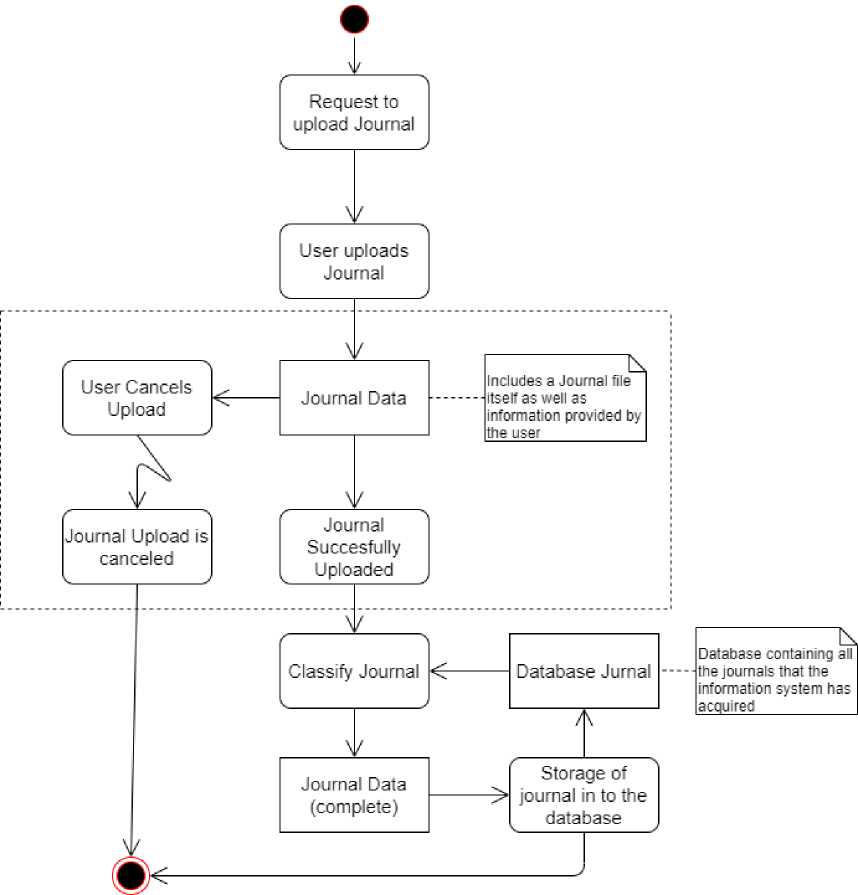 Request to
upload Journal
User uploads
Journal
User Cancels
Upload
Journal Data
Includes a Journal file
itself as well as
information provided by
the user
Journal Upload is
canceled
Journal
Succesfully
Uploaded
Classify Journal
Database Jurnal
Database containing all
the journals that the
information system has
acquired
Journal Data
(complete)
Storage of
journal in to the
database